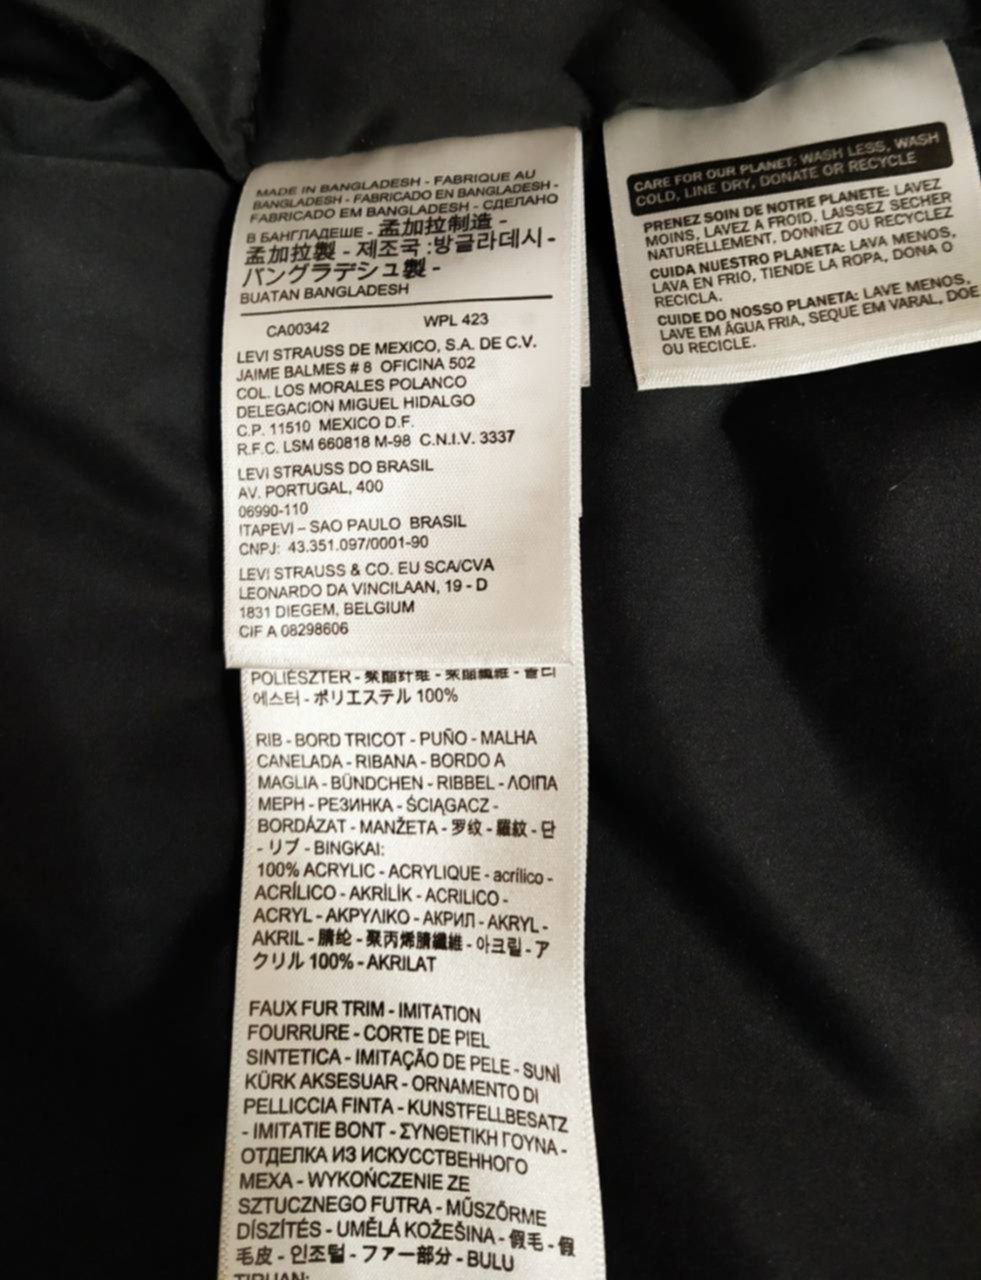 MADE IN BANGLADESH - FABRIQUE AU
BANGLADESH - FABRICADO EN BANGLADESH -
FABRICADO EM BANGLADESH - СДЕЛАНО
В БАНГЛАДЕШЕ - 孟加拉制造 -
孟加拉製 - 제조국 :방글라데시 -
バングラデシュ製 -
BUATAN BANGLADESH
CA00342 WPL 423
LEVI STRAUSS DE MEXICO, S.A. DE C.V.
JAIME BALMES # 8 OFICINA 502
COL. LOS MORALES POLANCO
DELEGACION MIGUEL HIDALGO
C.P. 11510 MEXICO D.F.
R.F.C. LSM 660818 M-98 C.N.I.V. 3337
LEVI STRAUSS DO BRASIL
AV. PORTUGAL, 400
06990-110
ITAPEVI – SAO PAULO BRASIL
CNPJ: 43.351.097/0001-90
LEVI STRAUSS & CO. EU SCA/CVA
LEONARDO DA VINCILAAN, 19 - D
1831 DIEGEM, BELGIUM
CIF A 08298606
POLIÉSZTER - 聚酯纤维 - 聚酯纖維 - 폴리
에스터 - ポリエステル 100%
RIB - BORD TRICOT - PUÑO - MALHA
CANELADA - RIBANA - BORDO A
MAGLIA - BÜNDCHEN - RIBBEL - ΛΟΙΠΑ
ΜΕΡΗ - РЕЗИНКА - ŚCIĄGACZ -
BORDÁZAT - MANŽETA - 罗纹 - 羅紋 - 단
- リブ - BINGKAI:
100% ACRYLIC - ACRYLIQUE - acrílico -
ACRÍLICO - AKRİLİK - ACRILICO -
ACRYL - ΑΚΡΥΛΙΚΟ - АКРИЛ - AKRYL -
AKRIL - 腈纶 - 聚丙烯腈纖維 - 아크릴 - ア
クリル 100% - AKRILAT
FAUX FUR TRIM - IMITATION
FOURRURE - CORTE DE PIEL
SINTETICA - IMITAÇÃO DE PELE - SUNİ
KÜRK AKSESUAR - ORNAMENTO DI
PELLICCIA FINTA - KUNSTFELLBESATZ
- IMITATIE BONT - ΣΥΝΘΕΤΙΚΗ ΓΟΥΝΑ -
ОТДЕЛКА ИЗ ИСКУССТВЕННОГО
МЕХА - WYKOŃCZENIE ZE
SZTUCZNEGO FUTRA - MŰSZŐRME
DÍSZÍTÉS - UMĚLÁ KOŽEŠINA - 假毛 - 假
毛皮 - 인조털 - ファー部分 - BULU
TIRUAN:
CARE FOR OUR PLANET: WASH LESS, WASH
COLD, LINE DRY, DONATE OR RECYCLE
PRENEZ SOIN DE NOTRE PLANETE: LAVEZ
MOINS, LAVEZ A FROID, LAISSEZ SECHER
NATURELLEMENT, DONNEZ OU RECYCLEZ
CUIDA NUESTRO PLANETA: LAVA MENOS,
LAVA EN FRIO, TIENDE LA ROPA, DONA O
RECICLA.
CUIDE DO NOSSO PLANETA: LAVE MENOS,
LAVE EM ÁGUA FRIA, SEQUE EM VARAL, DOE
OU RECICLE.